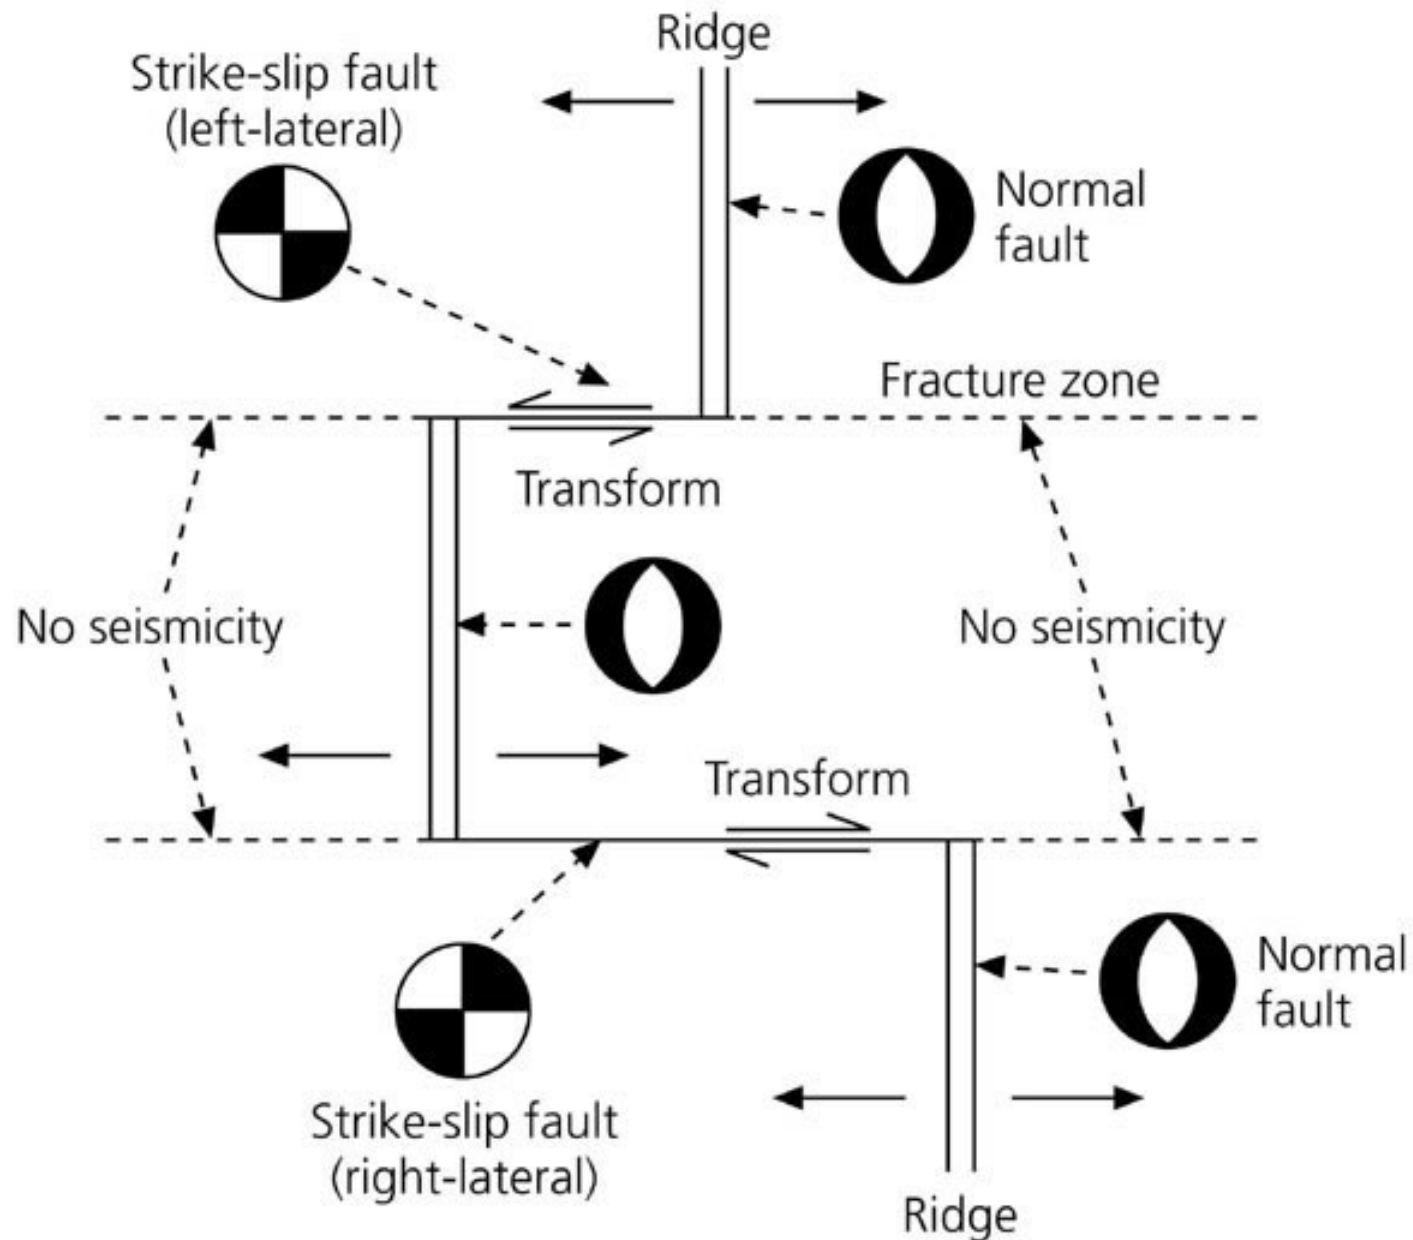 Ridge
Strike-slip fault
(left-lateral)
Normal
fault
Fracture zone
Transform
No seismicity
No seismicity
Transform
Normal
fault
Strike-slip fault
(right-lateral)
Ridge